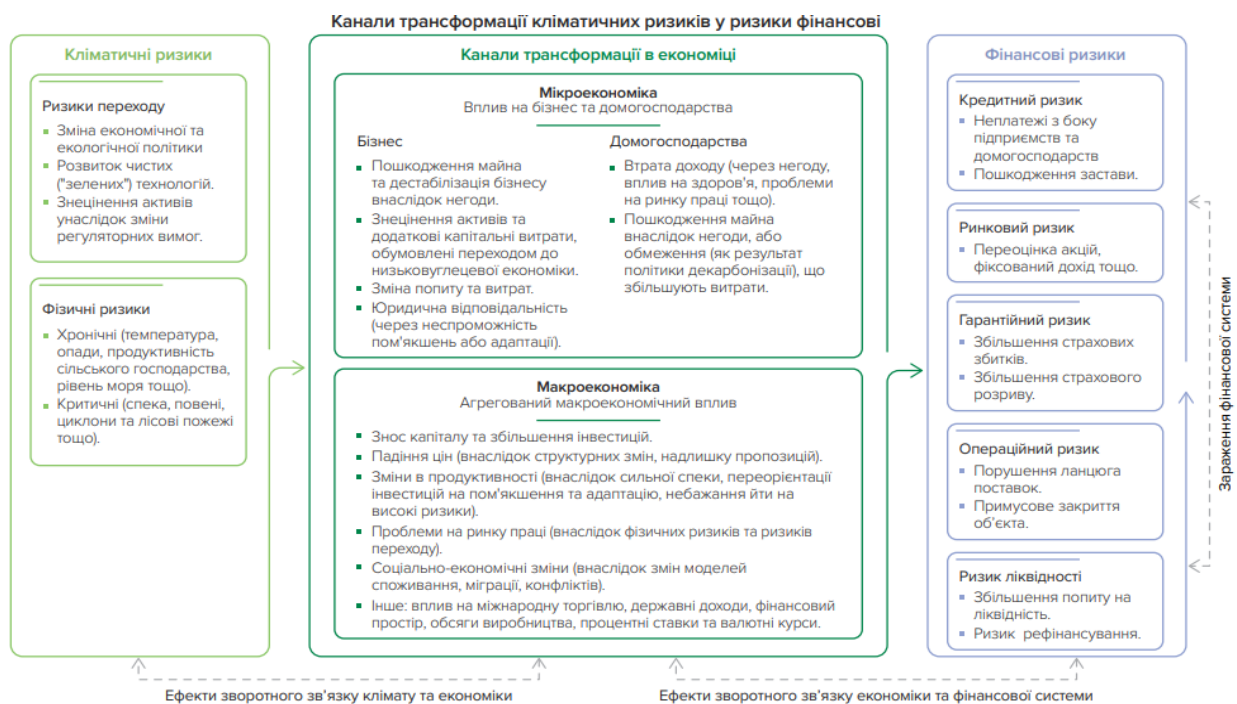 Канали трансформації кліматичних ризиків у ризики фінансові
Кліматичні ризики
Ризики переходу
Зміна економічної та
екологічної політики
Розвиток чистих
("зелених") технологій.
Знецінення активів
унаслідок зміни
регуляторних вимог.
Фізичні ризики
Хронічні (температура,
опади, продуктивність
сільського господарства,
рівень моря тощо).
Критичні (спека, повені,
циклони та лісові пожежі
тощо).
Канали трансформації в економіці
Мікроекономіка
Вплив на бізнес та домогосподарства
Бізнес
Пошкодження майна
та дестабілізація бізнесу
внаслідок негоди.
Знецінення активів та
додаткові капітальні витрати,
обумовлені переходом до
низьковуглецевої економіки.
Зміна попиту та витрат.
Юридична відповідальність
(через неспроможність
пом'якшень або адаптації).
Домогосподарства
Втрата доходу (через негоду,
вплив на здоров'я, проблеми
на ринку праці тощо).
Пошкодження майна
внаслідок негоди, або
обмеження (як результат
політики декарбонізації), що
збільшують витрати.
Макроекономіка
Агрегований макроекономічний вплив
Знос капіталу та збільшення інвестицій.
Падіння цін (внаслідок структурних змін, надлишку пропозицій).
Зміни в продуктивності (внаслідок сильної спеки, переорієнтації
інвестицій на пом'якшення та адаптацію, небажання йти на
високі ризики).
Проблеми на ринку праці (внаслідок фізичних ризиків та ризиків
переходу).
Соціально-економічні зміни (внаслідок змін моделей
споживання, міграції, конфліктів).
Інше: вплив на міжнародну торгівлю, державні доходи, фінансовий
простір, обсяги виробництва, процентні ставки та валютні курси.
Фінансові ризики
Кредитний ризик
Неплатежі з боку
підприємств та
домогосподарств
Пошкодження застави.
Ринковий ризик
Переоцінка акцій,
фіксований дохід тощо.
Гарантійний ризик
Збільшення страхових
збитків.
Збільшення страхового
розриву.
Операційний ризик
Порушення ланцюга
поставок.
Примусове закриття
об'єкта.
Ризик ліквідності
Збільшення попиту на
ліквідність.
Ризик рефінансування.
Зараження фінансової системи
Ефекти зворотного зв'язку клімату та економіки
Ефекти зворотного зв'язку економіки та фінансової системи